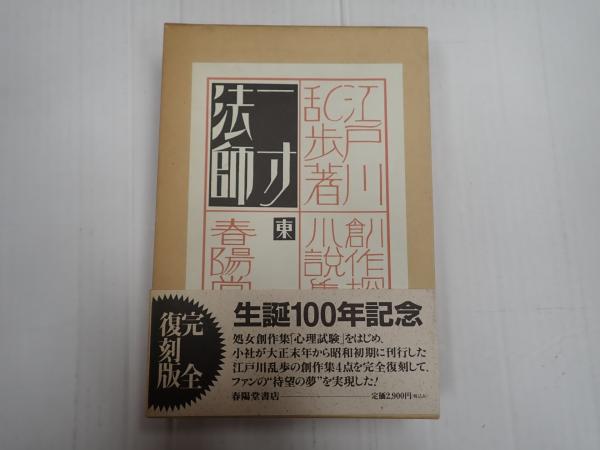 江戸川
乱歩著
一寸
法師
創作探
小説集
東
春陽堂
完全
復刻版
生誕100年記念
処女創作集「心理試験」をはじめ、
小社が大正末年から昭和初期に刊行した
江戸川乱歩の創作集4点を完全復刻して、
ファンの“待望の夢”を実現した!
春陽堂書店
定価2,900円(税込み)